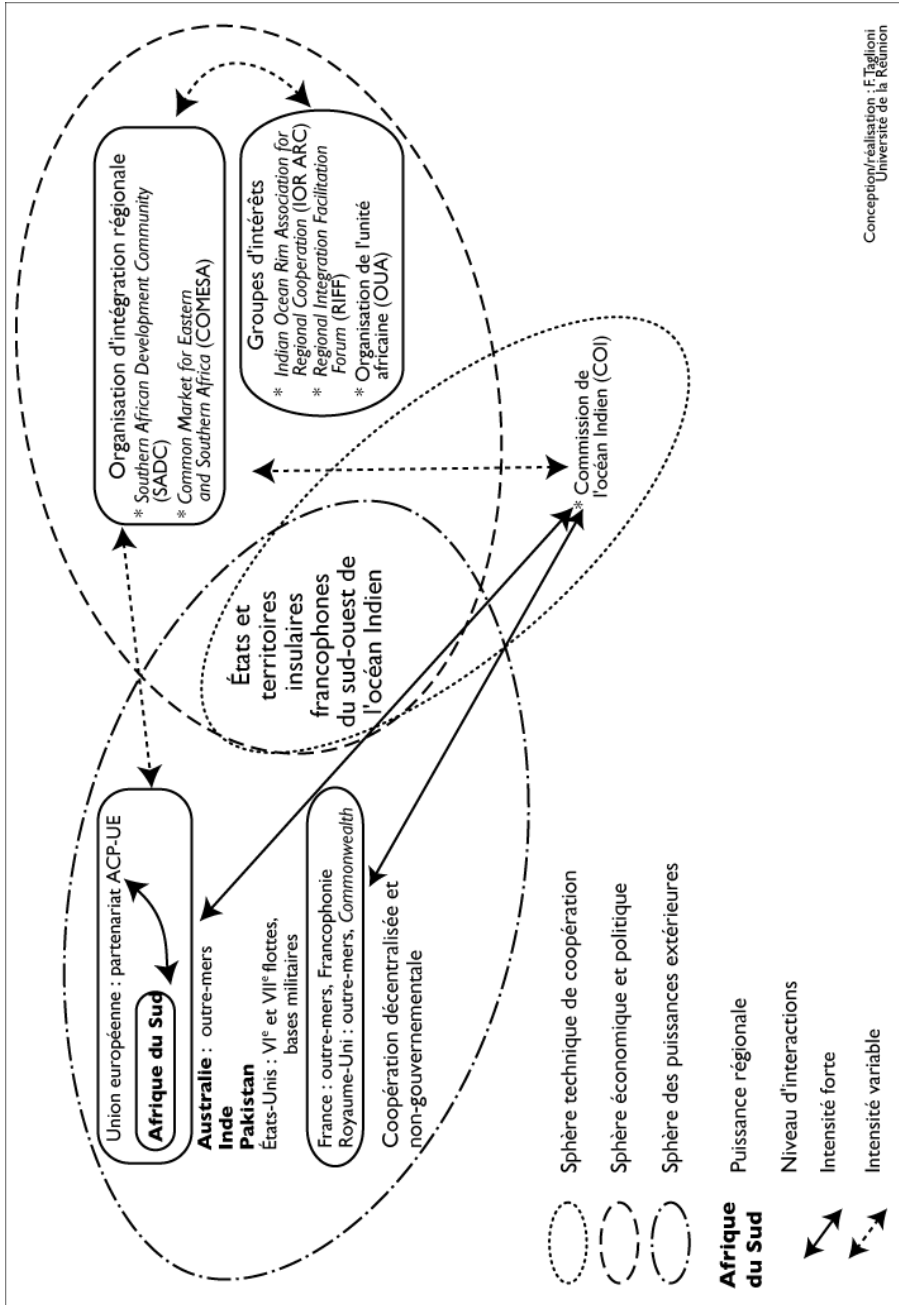 Union européenne : partenariat ACP-UE
Afrique du Sud
Australie : outre-mers
Inde
Pakistan
États-Unis : VIe et VIIe flottes,
bases militaires
France : outre-mers, Francophonie
Royaume-Uni : outre-mers, Commonwealth
Coopération décentralisée et
non-gouvernementale
États et
territoires
insulaires
francophones
du sud-ouest de
l'océan Indien
Organisation d'intégration régionale
* Southern African Development Community
(SADC)
* Common Market for Eastern
and Southern Africa (COMESA)
Groupes d'intérêts
* Indian Ocean Rim Association for
Regional Cooperation (IOR ARC)
* Regional Integration Facilitation
Forum (RIFF)
* Organisation de l'unité
africaine (OUA)
* Commission de
l'océan Indien (COI)
Sphère technique de coopération
Sphère économique et politique
Sphère des puissances extérieures
Afrique
du Sud
Puissance régionale
Niveau d'interactions
Intensité forte
Intensité variable
Conception/réalisation : F.Taglioni
Université de la Réunion